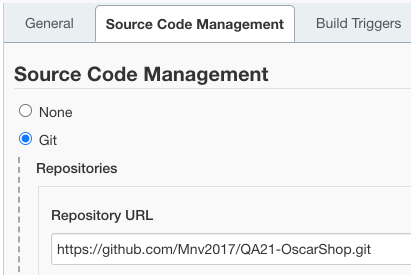 General Source Code Management Build Triggers
Source Code Management
None
Git
Repositories
Repository URL
https://github.com/Mnv2017/QA21-OscarShop.git